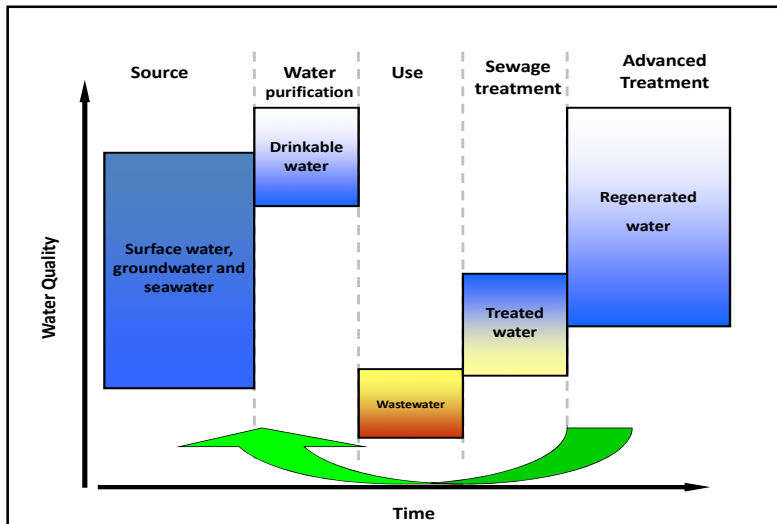 Source
Water
purification
Use
Sewage
treatment
Advanced
Treatment
Drinkable
water
Surface water,
groundwater and
seawater
Regenerated
water
Treated
water
Wastewater
Water Quality
Time